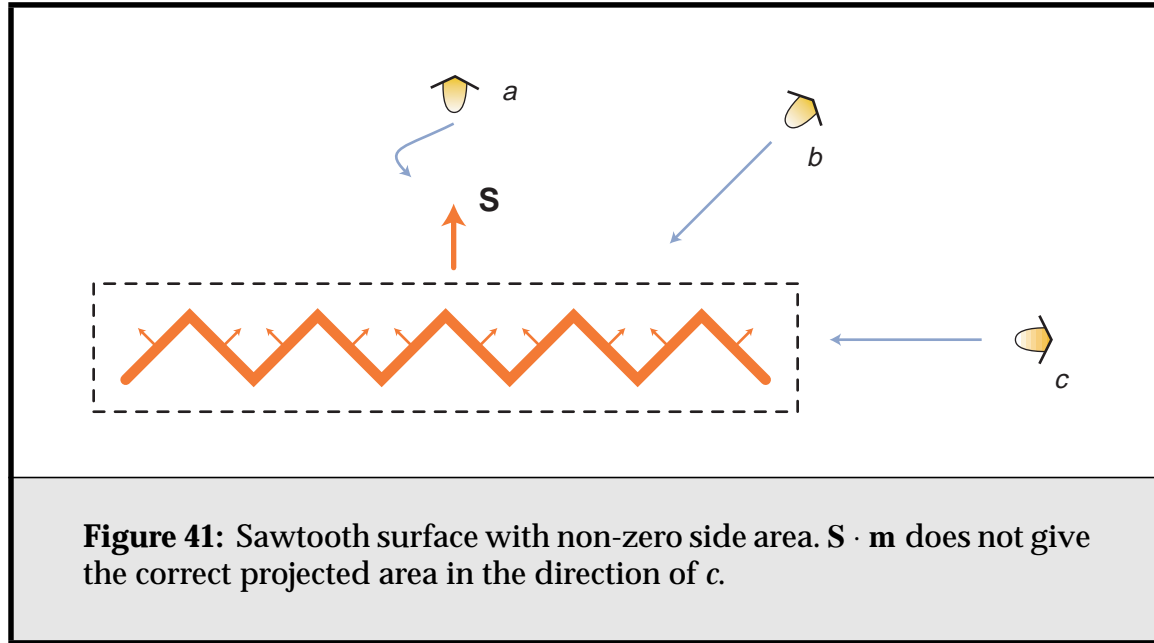 a
b
S
c
Figure 41: Sawtooth surface with non-zero side area. S · m does not give
the correct projected area in the direction of c.